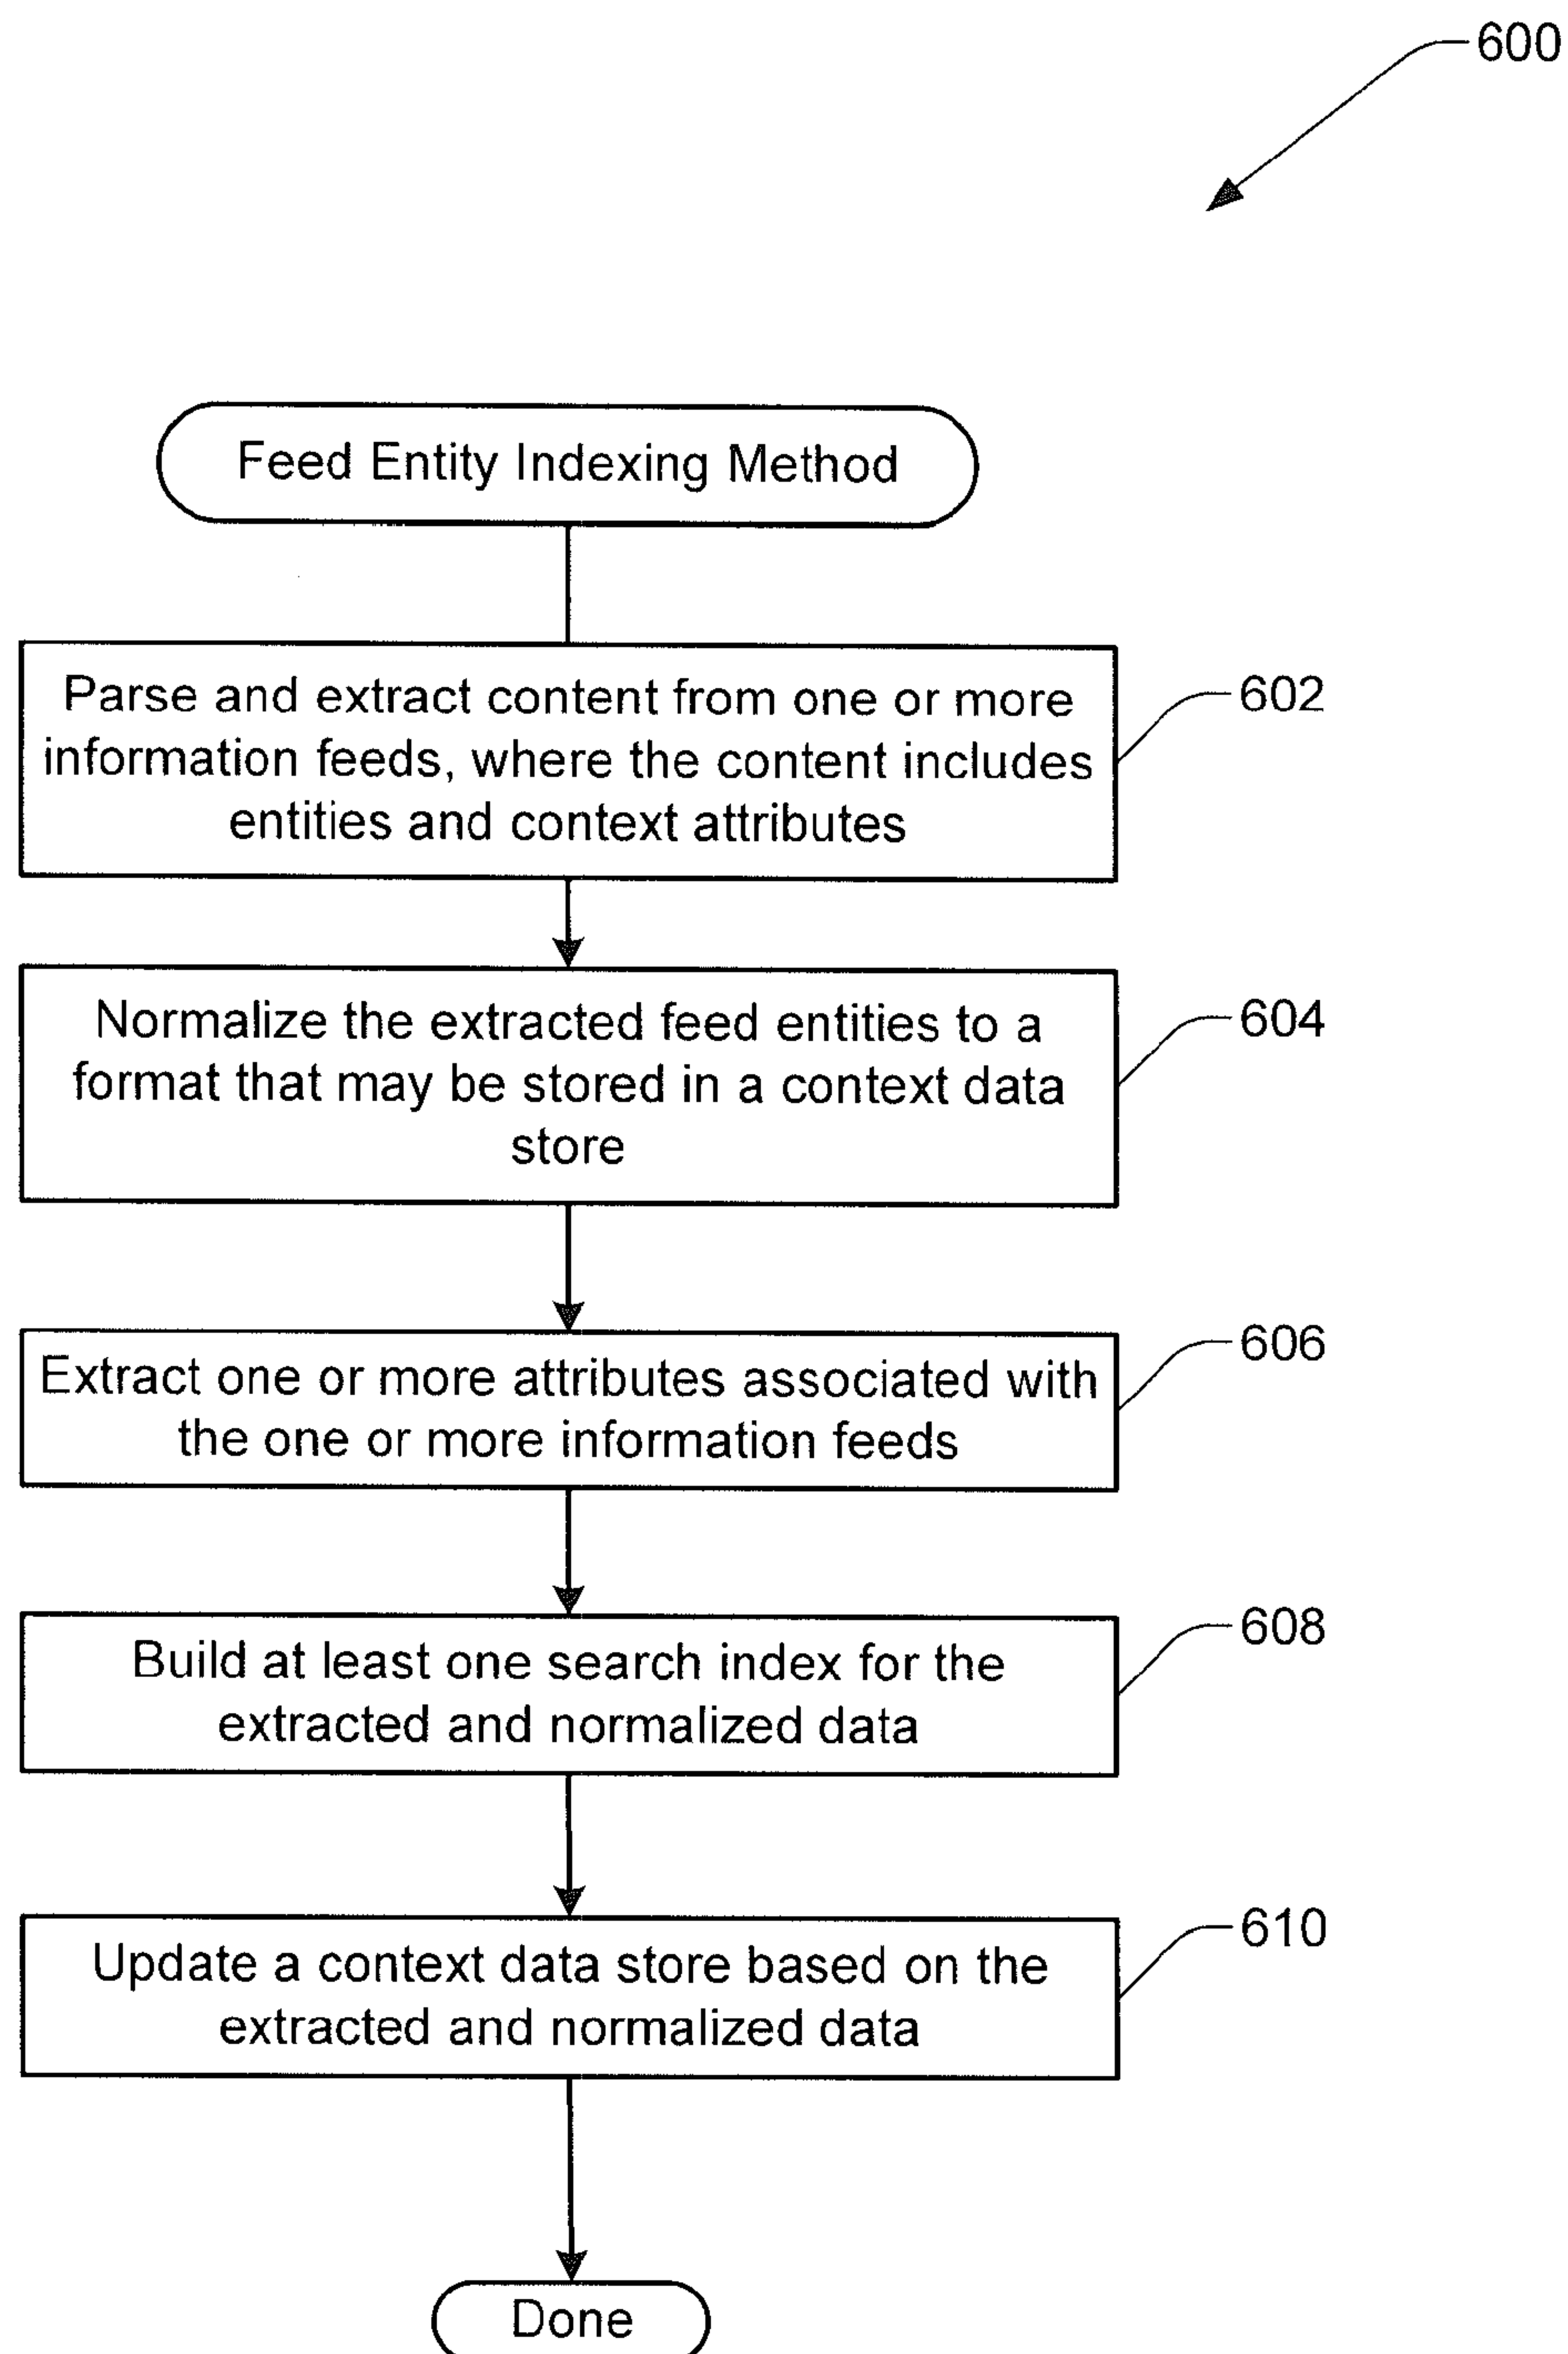 600
Feed Entity Indexing Method
Parse and extract content from one or more
information feeds, where the content includes
entities and context attributes
602
Normalize the extracted feed entities to a
format that may be stored in a context data
store
604
Extract one or more attributes associated with
the one or more information feeds
606
Build at least one search index for the
extracted and normalized data
608
Update a context data store based on the
extracted and normalized data
610
Done